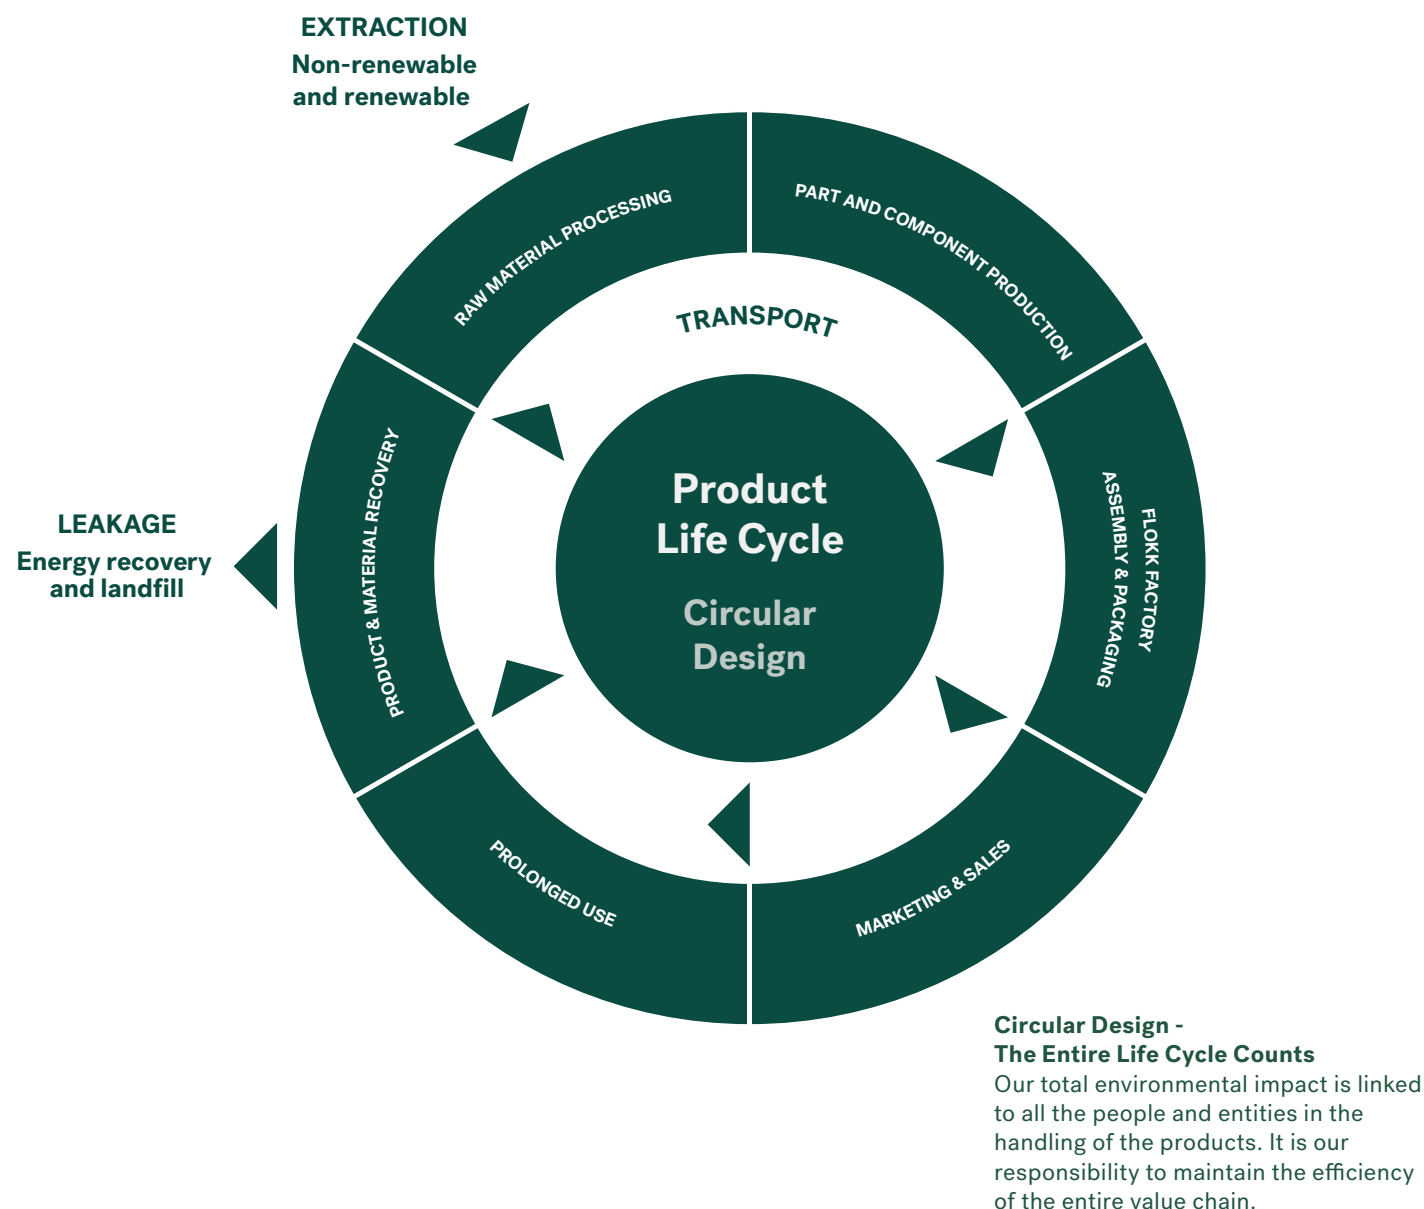 EXTRACTION
Non-renewable
and renewable
RAW MATERIAL PROCESSING
PART AND COMPONENT PRODUCTION
TRANSPORT
PRODUCT & MATERIAL RECOVERY
FLOKK FACTORY
ASSEMBLY & PACKAGING
Product
Life Cycle
Circular
Design
LEAKAGE
Energy recovery
and landfill
PROLONGED USE
MARKETING & SALES
Circular Design -
The Entire Life Cycle Counts
Our total environmental impact is linked
to all the people and entities in the
handling of the products. It is our
responsibility to maintain the efficiency
of the entire value chain.